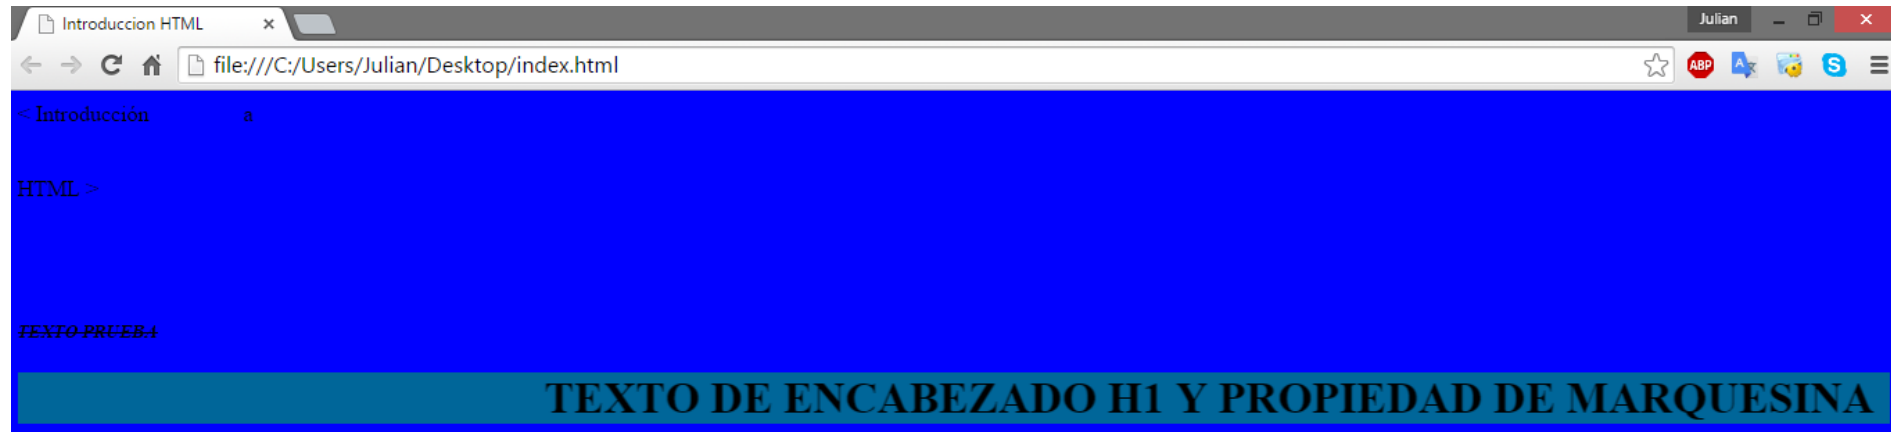 Introduccion HTML
Julian
file:///C:/Users/Julian/Desktop/index.html
ABP
< Introducción a
HTML >
TEXTO PRUEBA
TEXTO DE ENCABEZADO H1 Y PROPIEDAD DE MARQUESINA